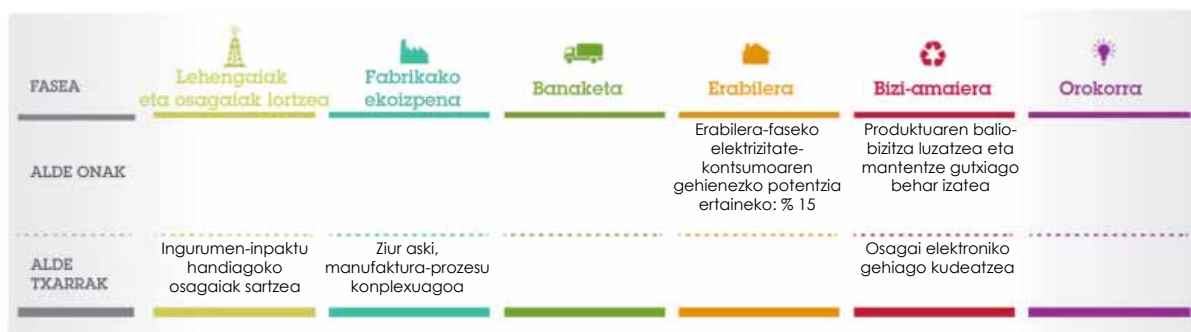 FASEA
Lehengaiak
eta osagaiak lortzea
Fabrikako
ekoizpena
Banaketa
Erabilera
Bizi-amaiera
Orokorra
ALDE ONAK
Erabilera-faseko
elektrizitate-
kontsumoaren
gehienezko potentzia
ertaineko: % 15
Produktuaren balio-
bizitza luzatzea eta
mantentze gutxiago
behar izatea
ALDE
TXARRAK
Ingurumen-inpaktu
handiagoko
osagaiak sartzea
Ziur aski,
manufaktura-prozesu
konplexuagoa
Osagai elektroniko
gehiago kudeatzea